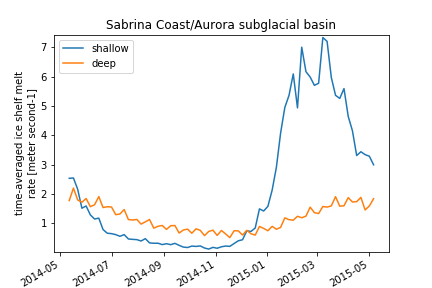 Sabrina Coast/Aurora subglacial basin
time-averaged ice shelf melt
rate [meter second-1]
7
6
5
4
3
2
1
shallow
deep
2014-05
2014-07
2014-09
2014-11
2015-01
2015-03
2015-05